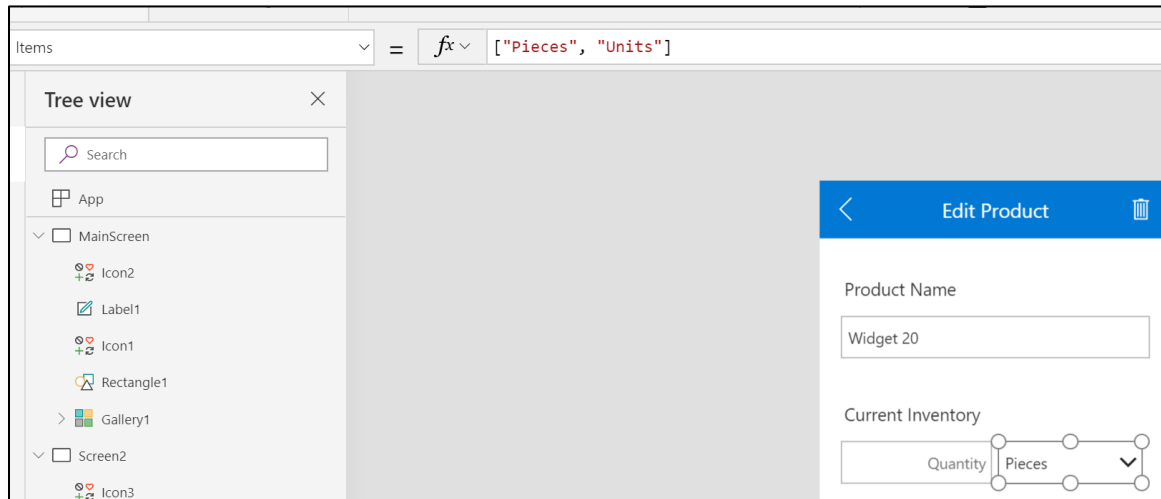 Items = fx ["Pieces", "Units"]
Tree view
Search
App
MainScreen
Icon2
Label1
Icon1
Rectangle1
Gallery1
Screen2
Icon3
Edit Product
Product Name
Widget 20
Current Inventory
Quantity Pieces